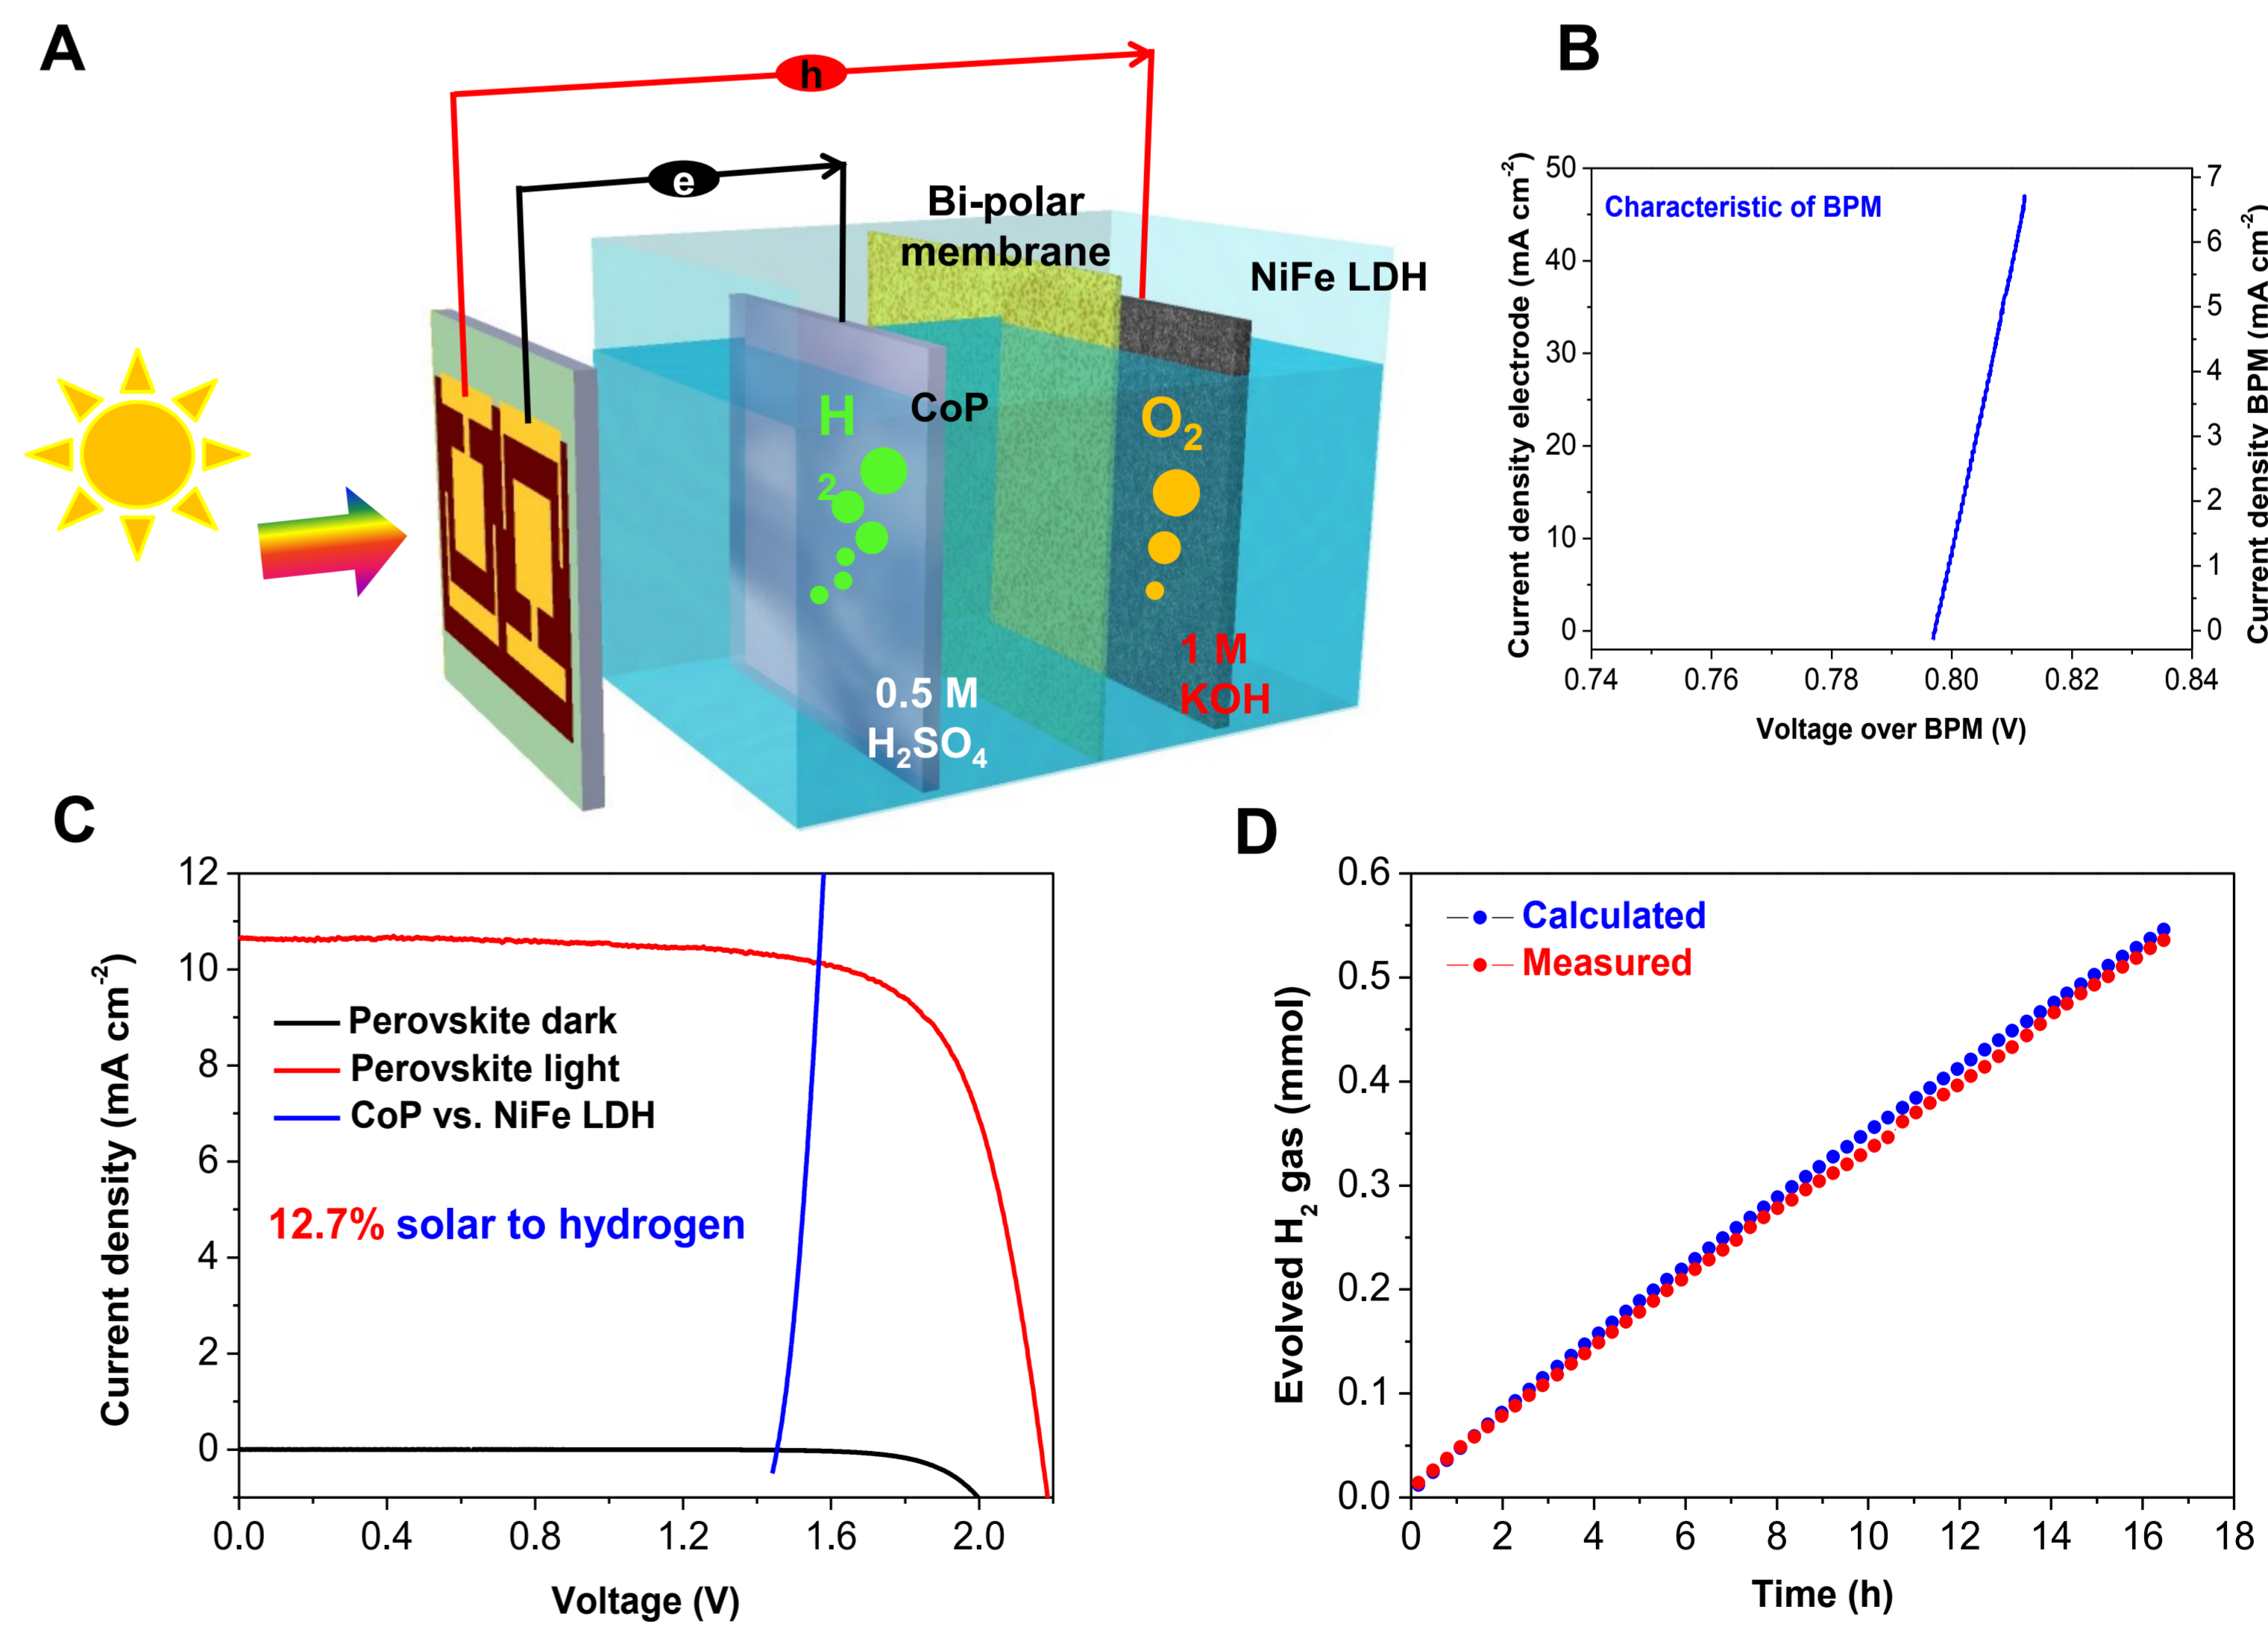 A
h
e
Bi-polar
membrane
NiFe LDH
CoP
H
2
O2
0.5 M
H2SO4
1 M
KOH
B
Characteristic of BPM
Current density electrode (mA cm-2)
50
40
30
20
10
0
7
6
5
4
3
2
1
0
Current density BPM (mA cm-2)
0.74 0.76 0.78 0.80 0.82 0.84
Voltage over BPM (V)
C
Current density (mA cm-2)
12
10
8
6
4
2
0
Perovskite dark
Perovskite light
CoP vs. NiFe LDH
12.7% solar to hydrogen
0.0 0.4 0.8 1.2 1.6 2.0
Voltage (V)
D
Evolved H2 gas (mmol)
0.6
0.5
0.4
0.3
0.2
0.1
0.0
Calculated
Measured
0 2 4 6 8 10 12 14 16 18
Time (h)